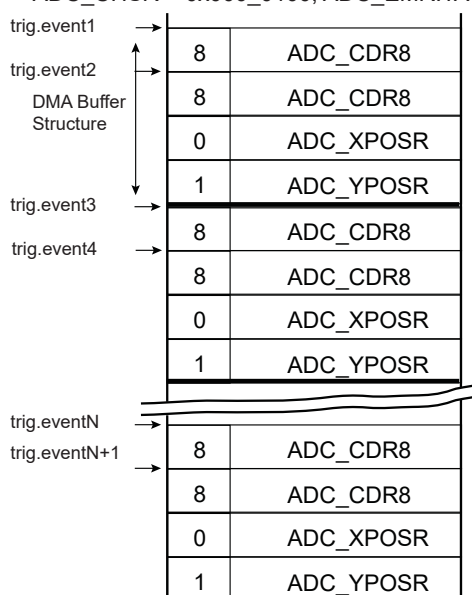 trig.event1
8 ADC_CDR8
trig.event2
DMA Buffer
Structure
8 ADC_CDR8
0 ADC_XPOSR
1 ADC_YPOSR
trig.event3
8 ADC_CDR8
trig.event4
8 ADC_CDR8
0 ADC_XPOSR
1 ADC_YPOSR
trig.eventN
8 ADC_CDR8
trig.eventN+1
8 ADC_CDR8
0 ADC_XPOSR
1 ADC_YPOSR